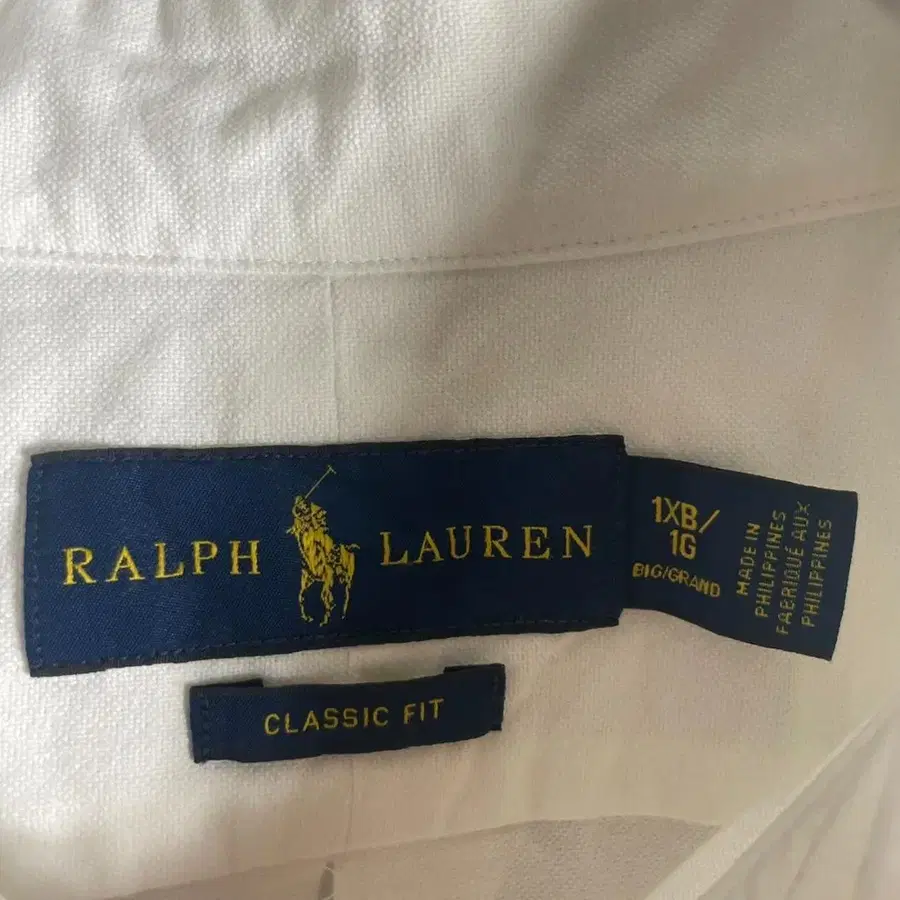 RALPH LAUREN
1XB/
1G
BIG/GRAND
MADE IN
PHILIPPINES
FABRIQUÉ AUX
PHILIPPINES
CLASSIC FIT